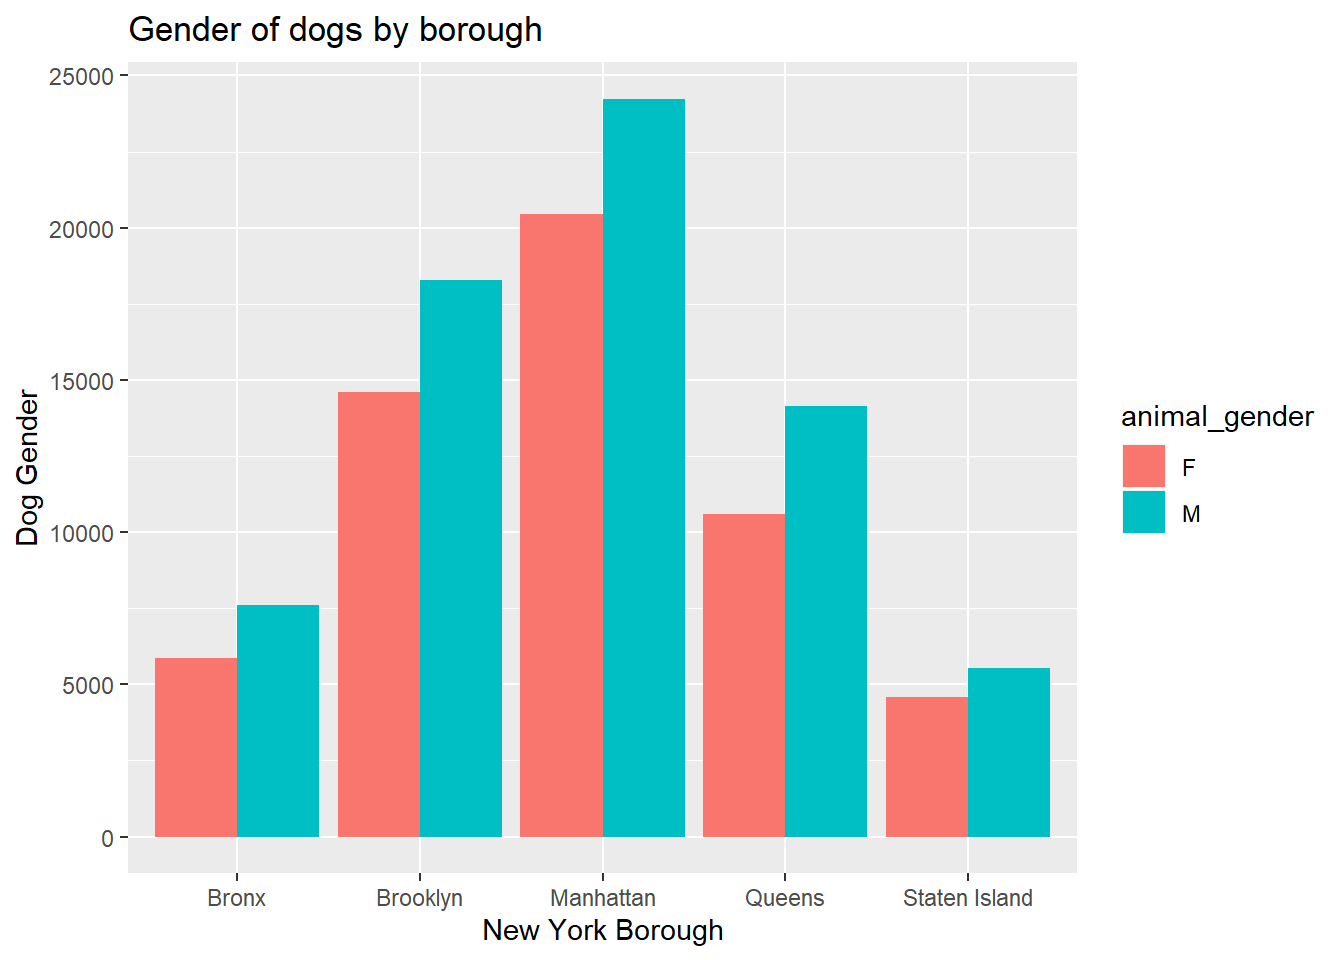 Gender of dogs by borough
25000
20000
15000
10000
5000
0
Dog Gender
Bronx
Brooklyn
Manhattan
Queens
Staten Island
New York Borough
animal_gender
F
M